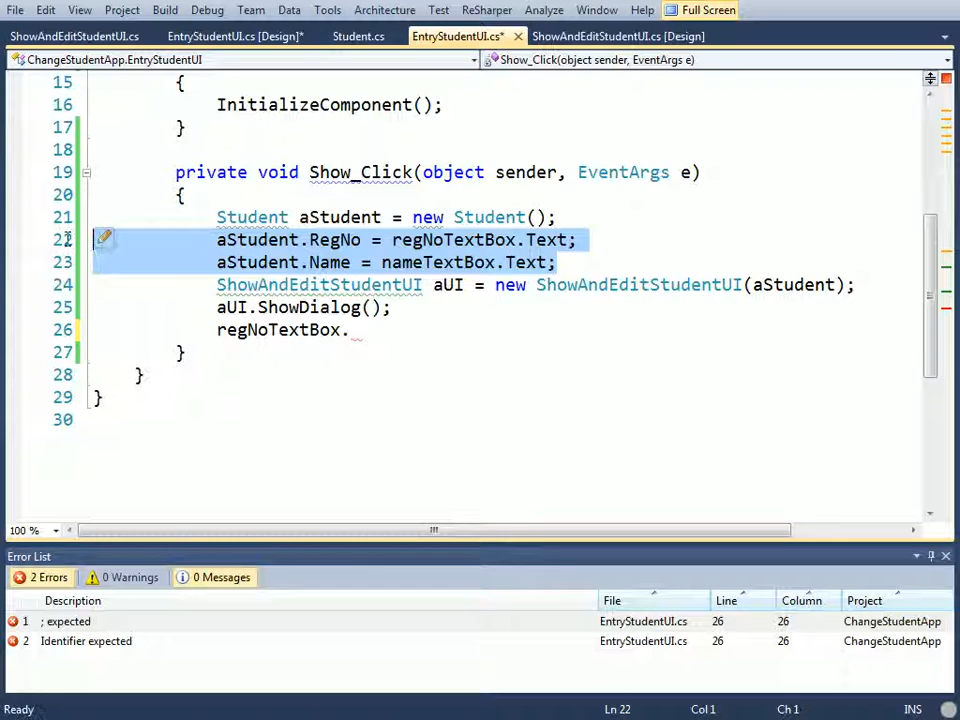 File Edit View Project Build Debug Team Data Tools Architecture Test ReSharper Analyze Window Help Full Screen
ShowAndEditStudentUI.cs EntryStudentUI.cs [Design]* Student.cs EntryStudentUI.cs* ShowAndEditStudentUI.cs [Design]
ChangeStudentApp.EntryStudentUI Show_Click(object sender, EventArgs e)
15 {
16 InitializeComponent();
17 }
18
19 private void Show_Click(object sender, EventArgs e)
20 {
21 Student aStudent = new Student();
22 aStudent.RegNo = regNoTextBox.Text;
23 aStudent.Name = nameTextBox.Text;
24 ShowAndEditStudentUI aUI = new ShowAndEditStudentUI(aStudent);
25 aUI.ShowDialog();
26 regNoTextBox.
27 }
28 }
29 }
30
100 %
Error List
2 Errors 0 Warnings 0 Messages
Description File Line Column Project
1 ; expected EntryStudentUI.cs 26 26 ChangeStudentApp
2 Identifier expected EntryStudentUI.cs 26 26 ChangeStudentApp
Ready Ln 22 Col 1 Ch 1 INS